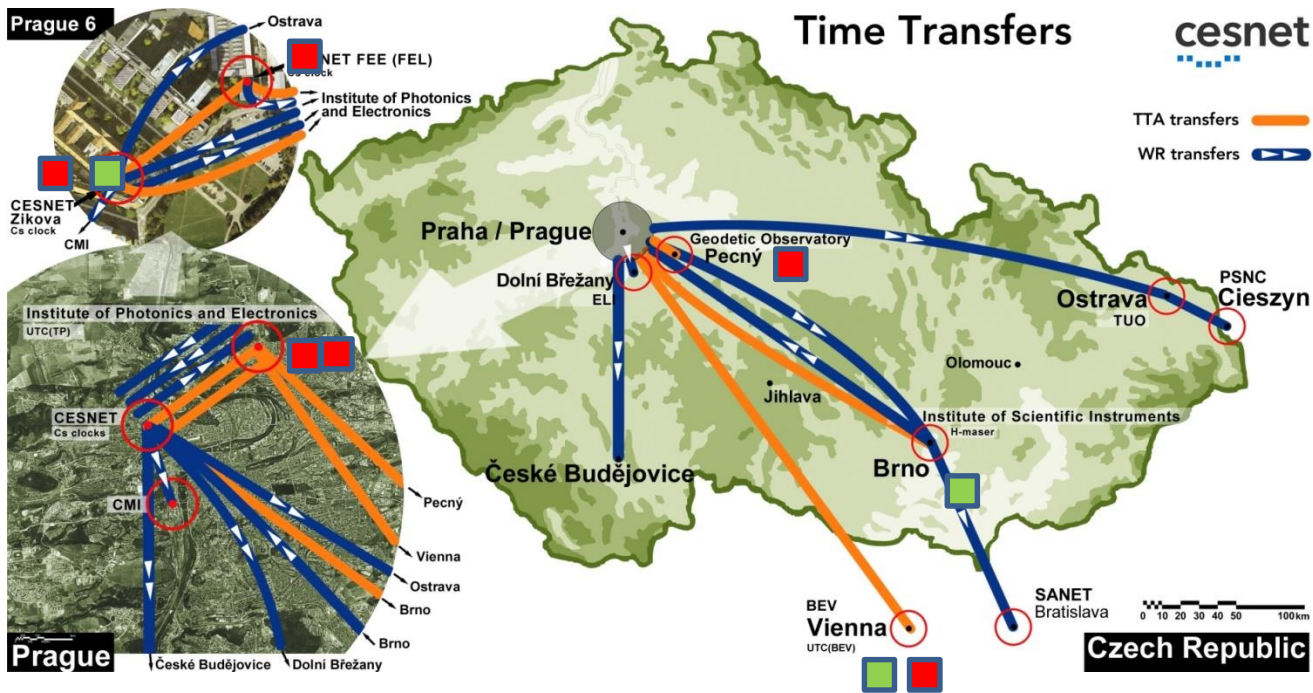 Prague 6
Ostrava
NET FEE (FEL)
Cs clock
Institute of Photonics
and Electronics
CESNET
Zikova
Cs clock
CMI
Time Transfers
cesnet
TTA transfers
WR transfers
Praha / Prague
Geodetic Observatory
Pecný
Dolní Břežany
ELI
PSNC
Cieszyn
Ostrava
TUO
Olomouc
Jihlava
Institute of Scientific Instruments
H-maser
Brno
České Budějovice
BEV
Vienna
UTC(BEV)
SANET
Bratislava
10 20 30 40 50 100km
Czech Republic
Institute of Photonics and Electronics
UTC(TP)
CESNET
Cs clocks
CMI
Pecný
Vienna
Ostrava
Brno
Brno
Dolní Břežany
České Budějovice
Prague